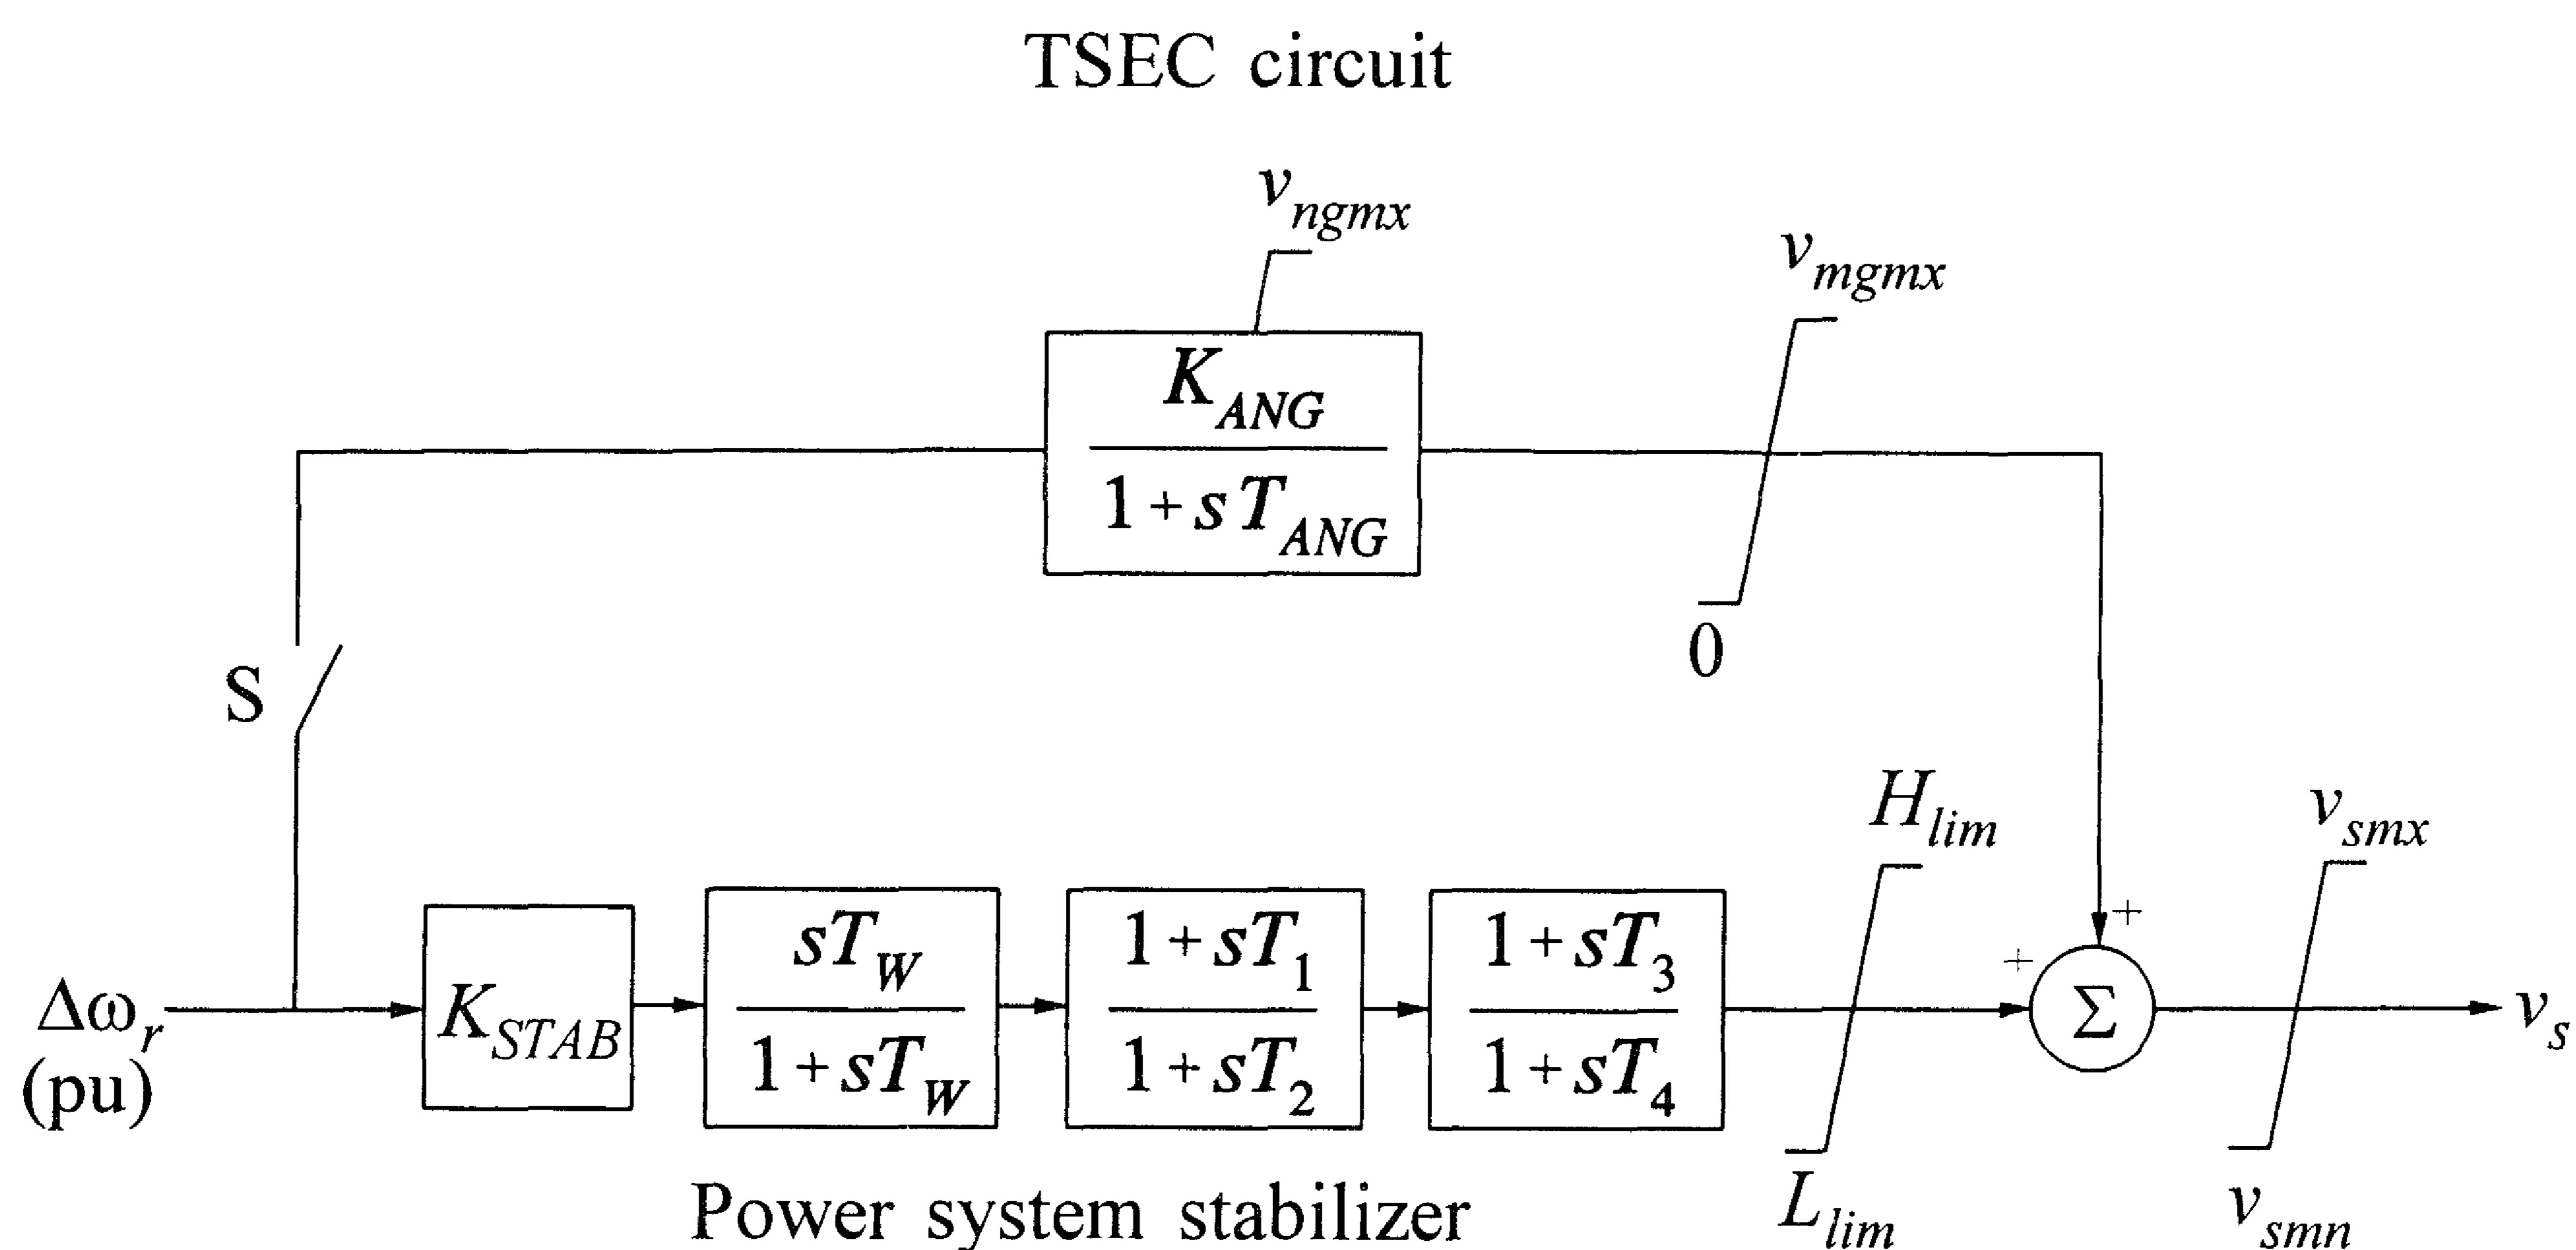 TSEC circuit
v_ngmx
v_mgmx
K_ANG
1 + sT_ANG
0
S
H_lim
v_smx
Δω_r
(pu)
K_STAB
sT_W
1 + sT_W
1 + sT_1
1 + sT_2
1 + sT_3
1 + sT_4
+
+
Σ
v_s
L_lim
v_smn
Power system stabilizer